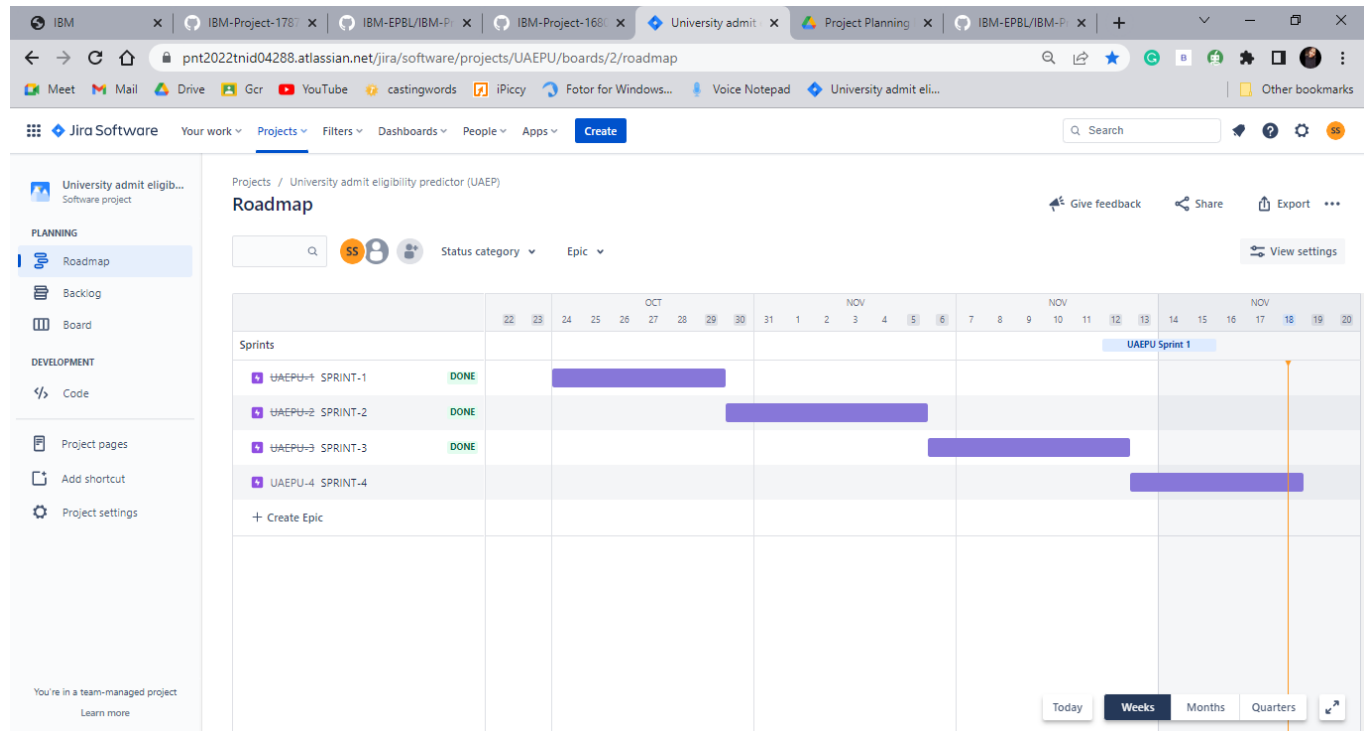 IBM
IBM-Project-1787
IBM-EPBL/IBM-Pr
IBM-Project-1680
University admit
Project Planning
IBM-EPBL/IBM-Pr
pnt2022tnid04288.atlassian.net/jira/software/projects/UAEPU/boards/2/roadmap
Meet Mail Drive Gcr YouTube castingwords iPiccy Fotor for Windows... Voice Notepad University admit eli... Other bookmarks
Jira Software Your work Projects Filters Dashboards People Apps Create Search SS
University admit eligib...
Software project
PLANNING
Roadmap
Backlog
Board
DEVELOPMENT
Code
Project pages
Add shortcut
Project settings
You're in a team-managed project
Learn more
Projects / University admit eligibility predictor (UAEP)
Roadmap
Give feedback Share Export
SS Status category Epic View settings
OCT NOV NOV NOV
22 23 24 25 26 27 28 29 30 31 1 2 3 4 5 6 7 8 9 10 11 12 13 14 15 16 17 18 19 20
Sprints UAEPU Sprint 1
UAEPU-1 SPRINT-1 DONE
UAEPU-2 SPRINT-2 DONE
UAEPU-3 SPRINT-3 DONE
UAEPU-4 SPRINT-4
+ Create Epic
Today Weeks Months Quarters